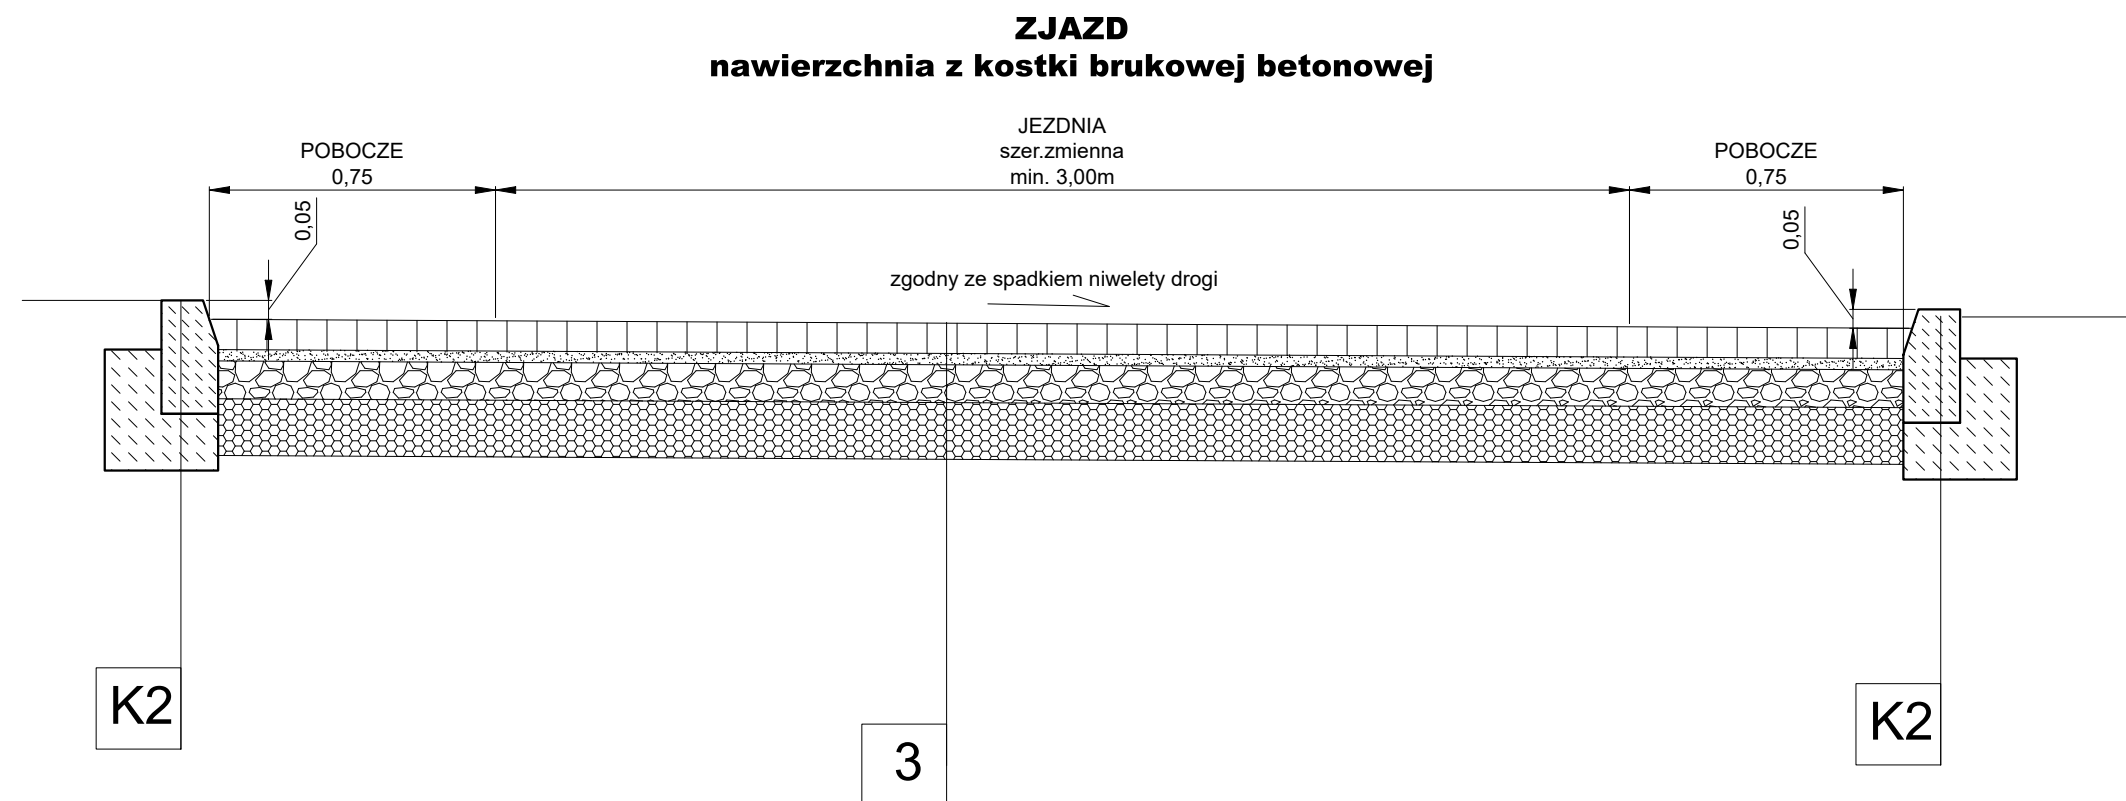 ZJAZD
nawierzchnia z kostki brukowej betonowej
JEZDNIA
szer.zmienna
min. 3,00m
POBOCZE
0,75
POBOCZE
0,75
0,05
0,05
zgodny ze spadkiem niwelety drogi
K2
K2
3